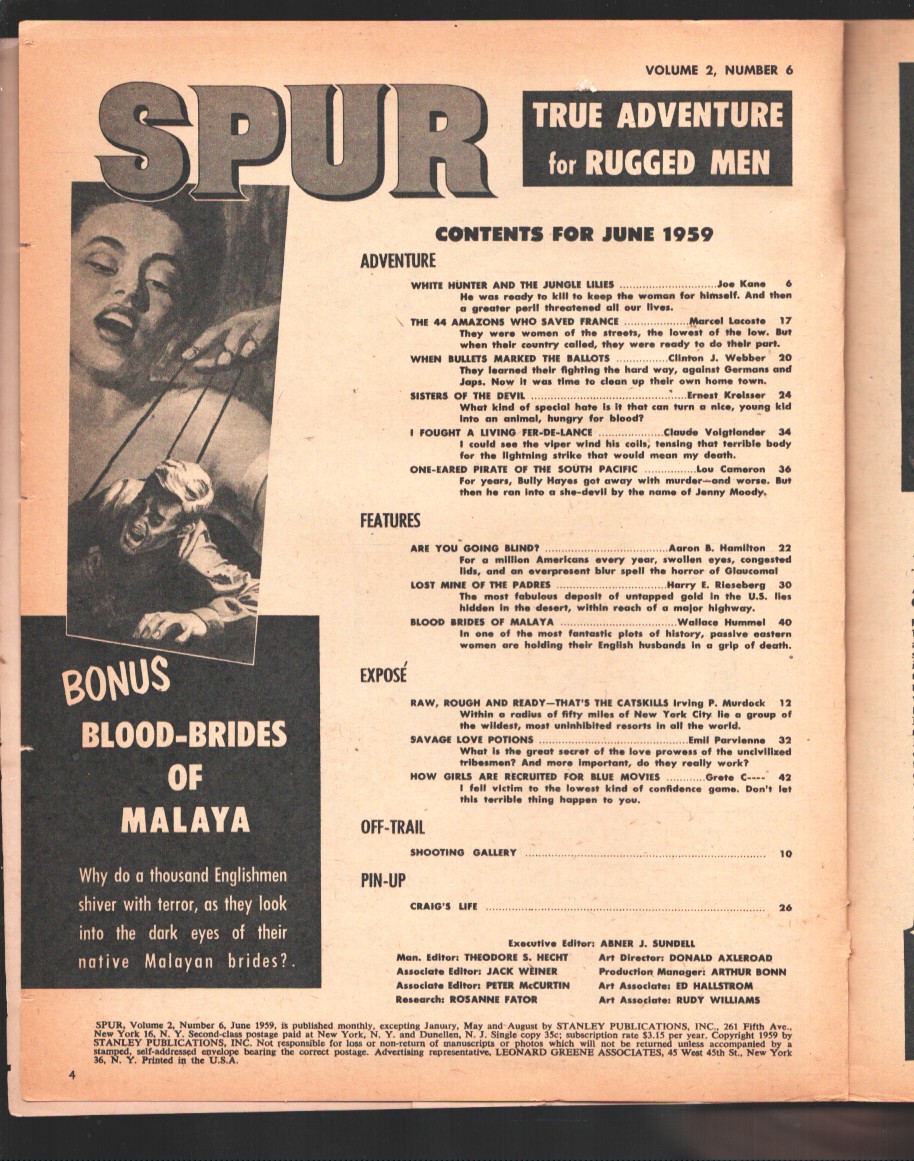 VOLUME 2, NUMBER 6
SPUR
TRUE ADVENTURE
for RUGGED MEN
CONTENTS FOR JUNE 1959
ADVENTURE
WHITE HUNTER AND THE JUNGLE LILIES ............................Joe Kane 6
He was ready to kill to keep the woman for himself. And then
a greater peril threatened all our lives.
THE 44 AMAZONS WHO SAVED FRANCE ..................Marcel Lacoste 17
They were women of the streets, the lowest of the low. But
when their country called, they were ready to do their part.
WHEN BULLETS MARKED THE BALLOTS ..............Clinton J. Webber 20
They learned their fighting the hard way, against Germans and
Japs. Now it was time to clean up their own home town.
SISTERS OF THE DEVIL ............................................Ernest Kreisser 24
What kind of special hate is it that can turn a nice, young kid
into an animal, hungry for blood?
I FOUGHT A LIVING FER-DE-LANCE ..................Claude Voigtlander 34
I could see the viper wind his coils, tensing that terrible body
for the lightning strike that would mean my death.
ONE-EARED PIRATE OF THE SOUTH PACIFIC ..............Lou Cameron 36
For years, Bully Hayes got away with murder—and worse. But
then he ran into a she-devil by the name of Jenny Moody.
FEATURES
ARE YOU GOING BLIND? ....................................Aaron B. Hamilton 22
For a million Americans every year, swollen eyes, congested
lids, and an everpresent blur spell the horror of Glaucoma!
LOST MINE OF THE PADRES ..............................Harry E. Rieseberg 30
The most fabulous deposit of untapped gold in the U.S. lies
hidden in the desert, within reach of a major highway.
BLOOD BRIDES OF MALAYA ................................Wallace Hummel 40
In one of the most fantastic plots of history, passive eastern
women are holding their English husbands in a grip of death.
EXPOSÉ
RAW, ROUGH AND READY—THAT'S THE CATSKILLS Irving P. Murdock 12
Within a radius of fifty miles of New York City lie a group of
the wildest, most uninhibited resorts in all the world.
SAVAGE LOVE POTIONS ..........................................Emil Parvienne 32
What is the great secret of the love prowess of the uncivilized
tribesmen? And more important, do they really work?
HOW GIRLS ARE RECRUITED FOR BLUE MOVIES ...........Grete C---- 42
I fell victim to the lowest kind of confidence game. Don't let
this terrible thing happen to you.
OFF-TRAIL
SHOOTING GALLERY ................................................................ 10
PIN-UP
CRAIG'S LIFE .......................................................................... 26
BONUS
BLOOD-BRIDES
OF
MALAYA
Why do a thousand Englishmen
shiver with terror, as they look
into the dark eyes of their
native Malayan brides?.
Executive Editor: ABNER J. SUNDELL
Man. Editor: THEODORE S. HECHT
Associate Editor: JACK WEINER
Associate Editor: PETER McCURTIN
Research: ROSANNE FATOR
Art Director: DONALD AXLEROAD
Production Manager: ARTHUR BONN
Art Associate: ED HALLSTROM
Art Associate: RUDY WILLIAMS
SPUR, Volume 2, Number 6, June 1959, is published monthly, excepting January, May and August by STANLEY PUBLICATIONS, INC., 261 Fifth Ave.,
New York 16, N. Y. Second-class postage paid at New York, N. Y. and Dunellen, N. J. Single copy 35c; subscription rate $3.15 per year. Copyright 1959 by
STANLEY PUBLICATIONS, INC. Not responsible for loss or non-return of manuscripts or photos which will not be returned unless accompanied by a
stamped, self-addressed envelope bearing the correct postage. Advertising representative, LEONARD GREENE ASSOCIATES, 45 West 45th St., New York
36, N. Y. Printed in the U.S.A.
4